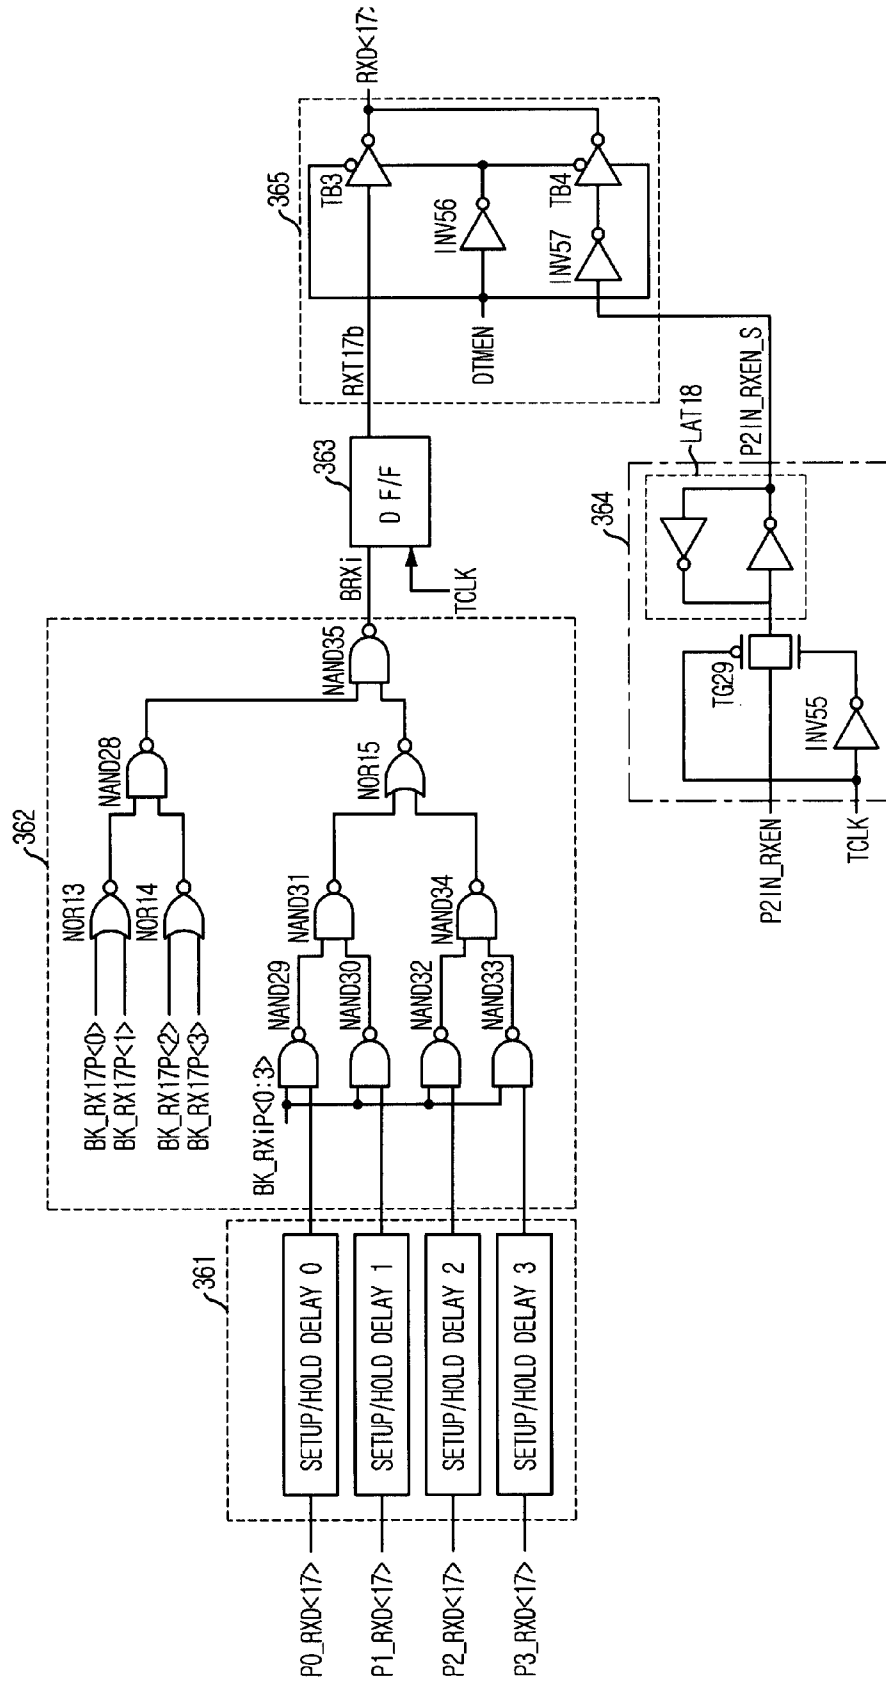 361
P0_RXD<17>
SETUP/HOLD DELAY 0
P1_RXD<17>
SETUP/HOLD DELAY 1
P2_RXD<17>
SETUP/HOLD DELAY 2
P3_RXD<17>
SETUP/HOLD DELAY 3
362
BK_RX17P<0>
BK_RX17P<1>
BK_RX17P<2>
BK_RX17P<3>
NOR13
NOR14
NAND28
BK_RXiP<0:3>
NAND29
NAND30
NAND31
NAND32
NAND33
NAND34
NOR15
NAND35
BRXi
363
D F/F
TCLK
RXT17b
365
TB3
RXD<17>
DTMEN
INV56
INV57
TB4
364
P2IN_RXEN
TG29
TCLK
INV55
LAT18
P2IN_RXEN_S